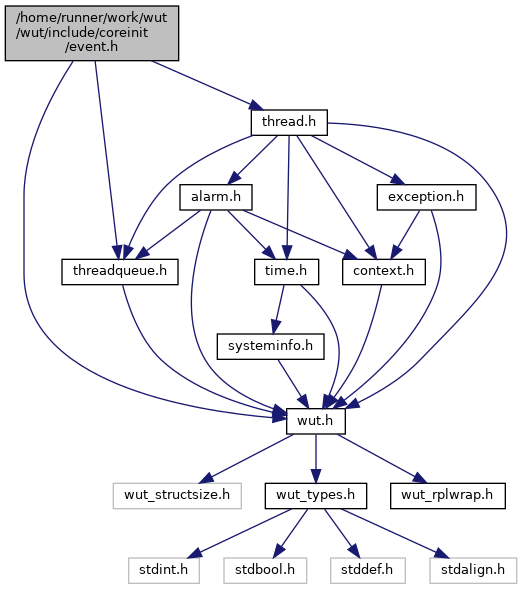 /home/runner/work/wut
/wut/include/coreinit
/event.h
thread.h
alarm.h
exception.h
threadqueue.h
time.h
context.h
systeminfo.h
wut.h
wut_structsize.h
wut_types.h
wut_rplwrap.h
stdint.h
stdbool.h
stddef.h
stdalign.h